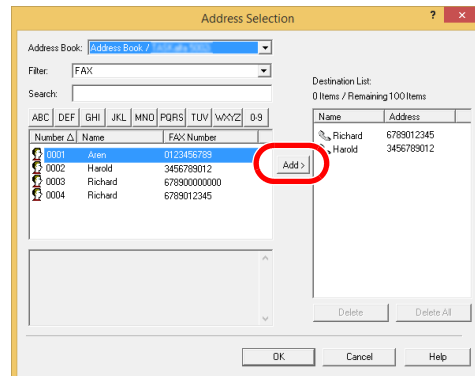 Address Selection
? ×
Address Book: Address Book /
Filter: FAX
Search:
ABC DEF GHI JKL MNO PQRS TUV WXYZ 0-9
Number △ Name FAX Number
0001 Aren 0123456789
0002 Harold 3456789012
0003 Richard 678900000000
0004 Richard 6789012345
Add >
Destination List:
0 Items / Remaining 100 Items
Name Address
Richard 6789012345
Harold 3456789012
Delete Delete All
OK Cancel Help